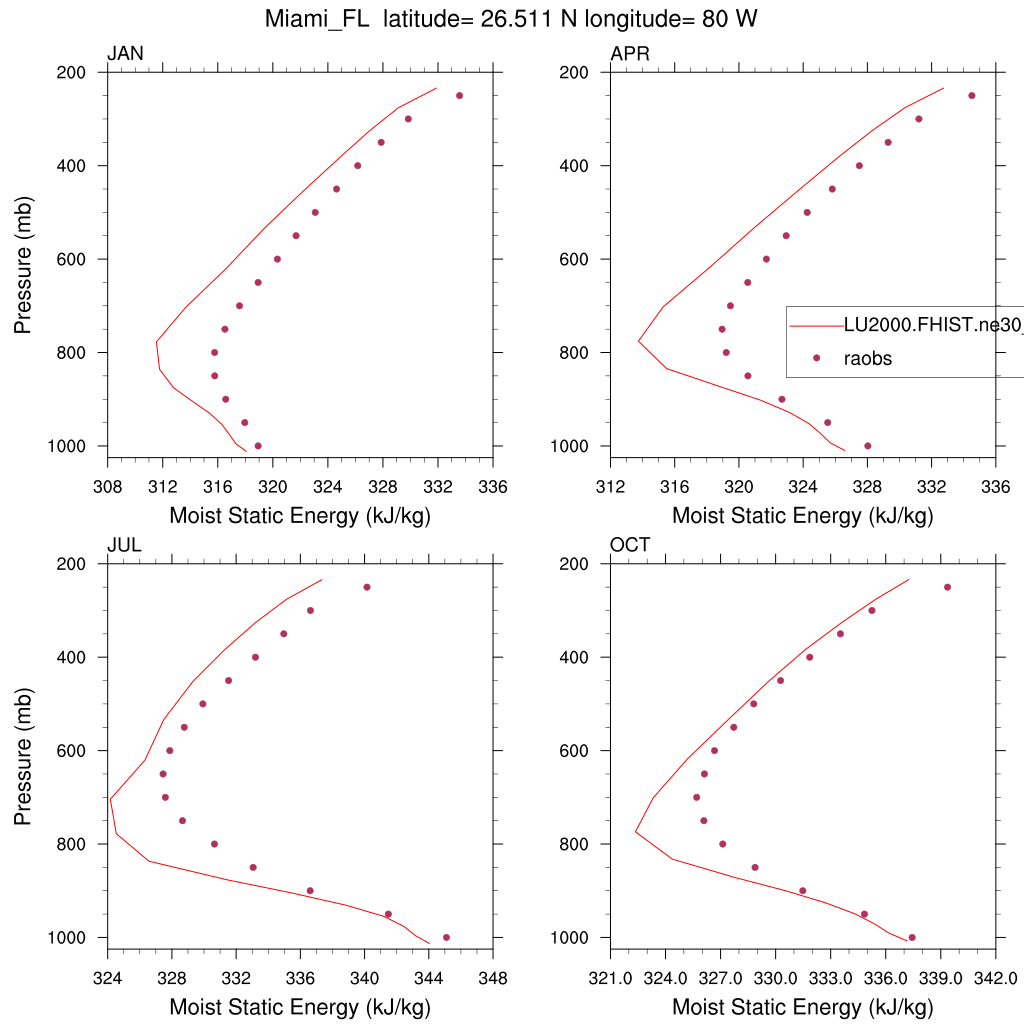 Miami_FL  latitude= 26.511 N longitude= 80 W
JAN
APR
200
400
600
800
1000
Pressure (mb)
308 312 316 320 324 328 332 336
Moist Static Energy (kJ/kg)
200
400
600
800
1000
312 316 320 324 328 332 336
Moist Static Energy (kJ/kg)
LU2000.FHIST.ne30_
raobs
JUL
OCT
200
400
600
800
1000
Pressure (mb)
324 328 332 336 340 344 348
Moist Static Energy (kJ/kg)
200
400
600
800
1000
321.0 324.0 327.0 330.0 333.0 336.0 339.0 342.0
Moist Static Energy (kJ/kg)